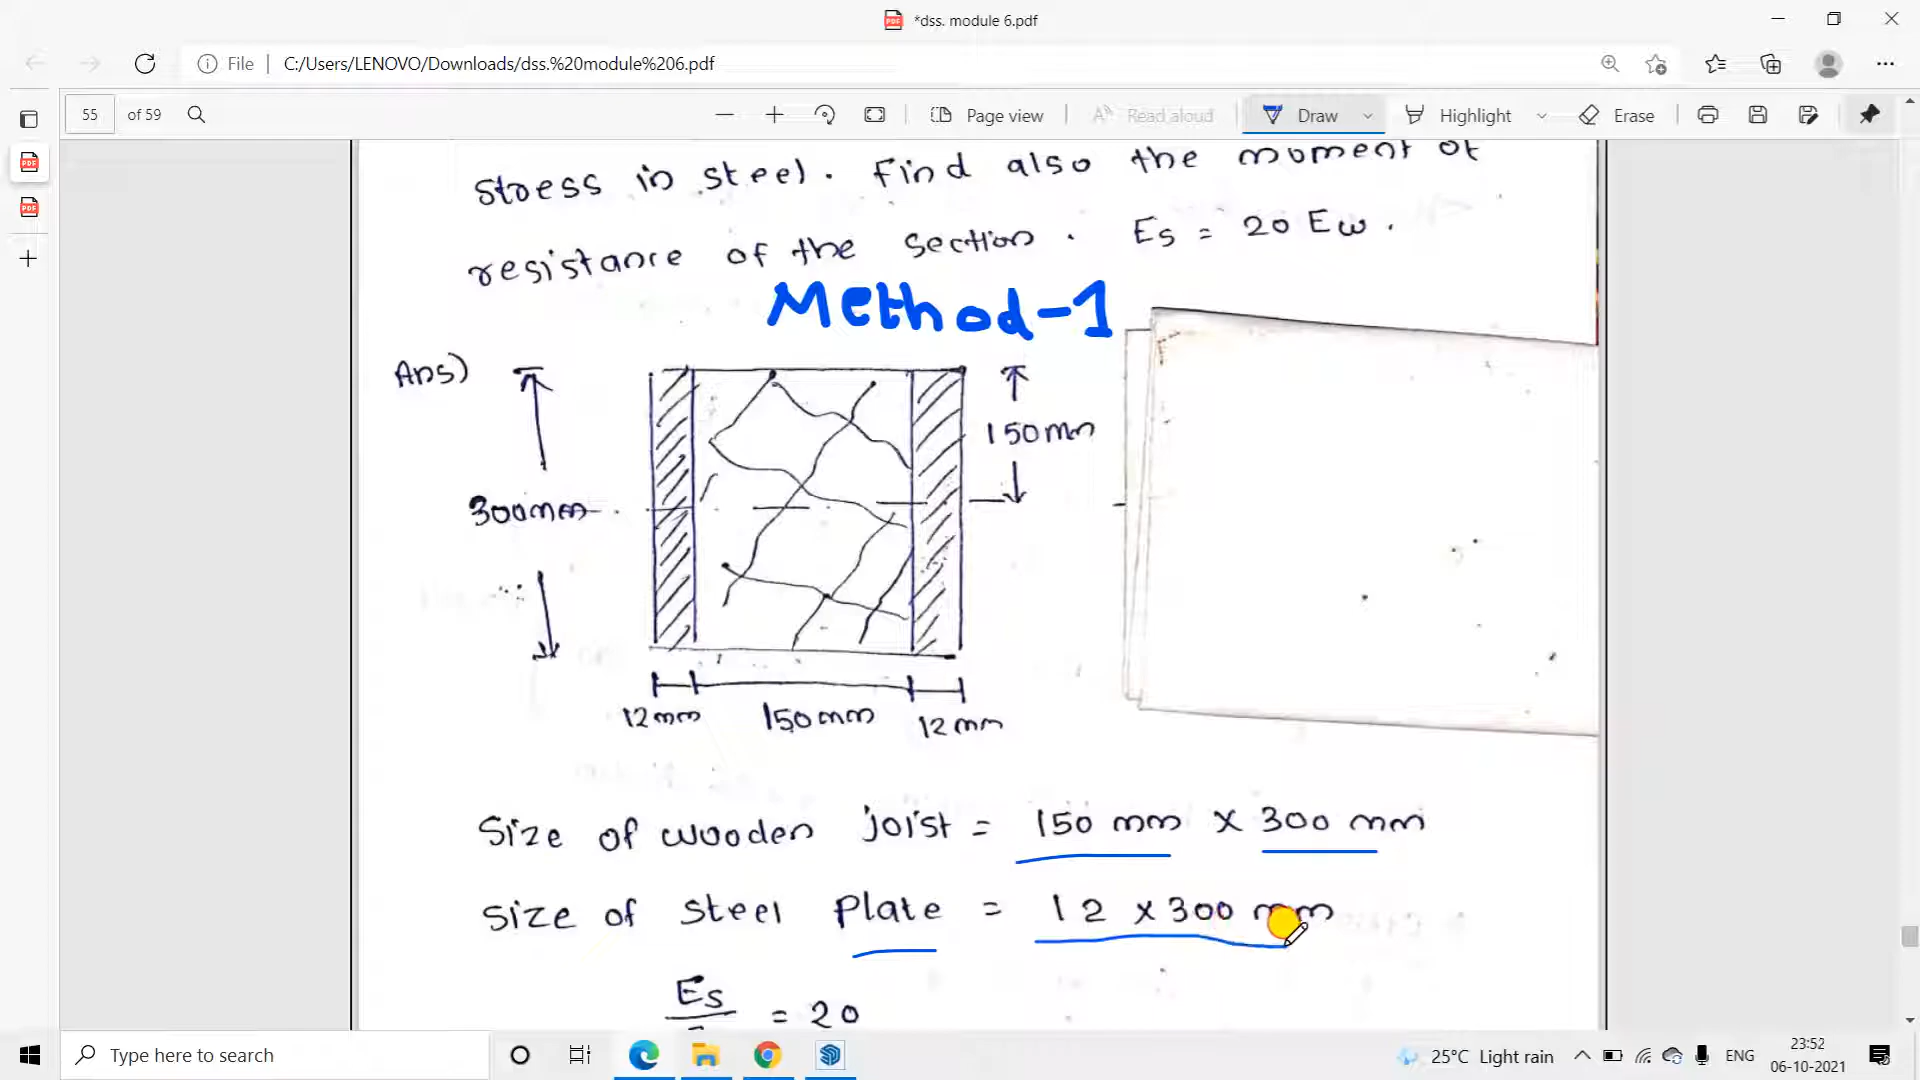 *dss. module 6.pdf
File
C:/Users/LENOVO/Downloads/dss.%20module%206.pdf
55 of 59
Page view
Read aloud
Draw
Highlight
Erase
stress in steel. Find also the moment of
resistance of the section. Es = 20 Ew.
Method-1
Ans)
150mm
300mm
12mm 150mm 12mm
Size of wooden joist = 150 mm x 300 mm
Size of steel plate = 12 x 300 mm
Es
= 20
Type here to search
25°C Light rain
ENG
23:52
06-10-2021